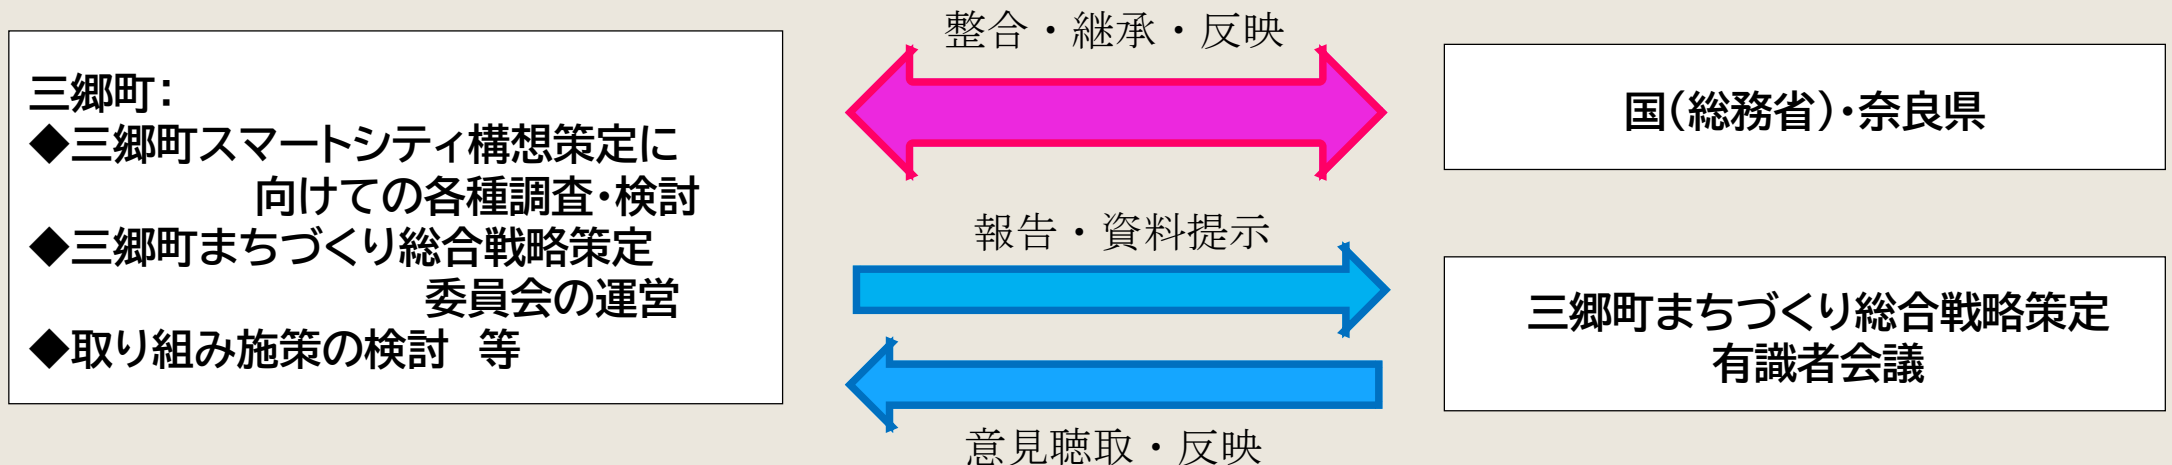 三郷町：
◆三郷町スマートシティ構想策定に
向けての各種調査・検討
◆三郷町まちづくり総合戦略策定
委員会の運営
◆取り組み施策の検討　等
整合・継承・反映
国（総務省）・奈良県
報告・資料提示
三郷町まちづくり総合戦略策定
有識者会議
意見聴取・反映